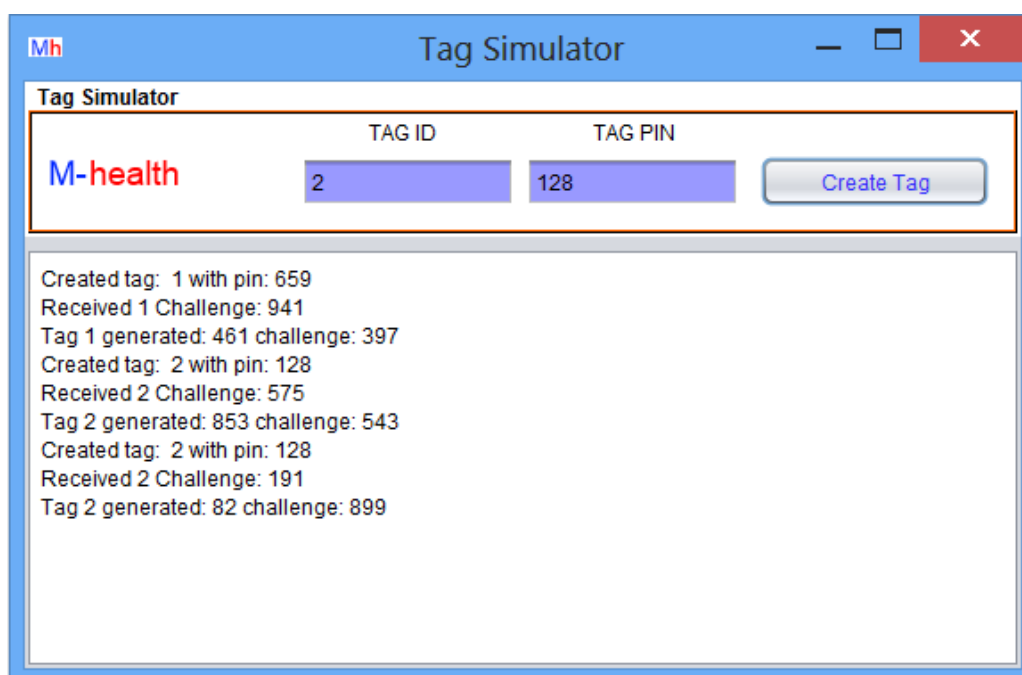 Mh Tag Simulator
Tag Simulator
TAG ID TAG PIN
M-health 2 128 Create Tag
Created tag:  1 with pin: 659
Received 1 Challenge: 941
Tag 1 generated: 461 challenge: 397
Created tag:  2 with pin: 128
Received 2 Challenge: 575
Tag 2 generated: 853 challenge: 543
Created tag:  2 with pin: 128
Received 2 Challenge: 191
Tag 2 generated: 82 challenge: 899